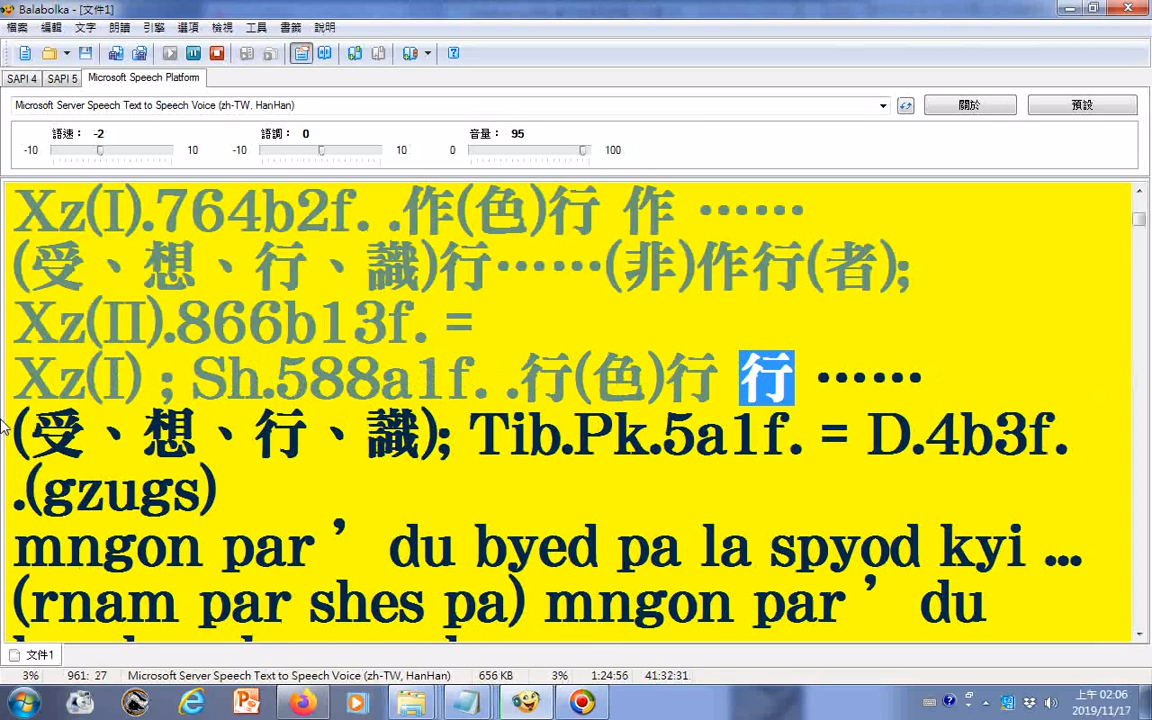 Balabolka - [文件1]
檔案 編輯 文字 朗讀 引擎 選項 檢視 工具 書籤 說明
SAPI 4 SAPI 5 Microsoft Speech Platform
Microsoft Server Speech Text to Speech Voice (zh-TW, HanHan) 關於 預設
語速： -2 語調： 0 音量： 95
-10 10 -10 10 0 100
Xz(I).764b2f. .作(色)行 作 ……
(受、想、行、識)行……(非)作行(者);
Xz(II).866b13f. =
Xz(I) ; Sh.588a1f. .行(色)行 行 ……
(受、想、行、識); Tib.Pk.5a1f. = D.4b3f.
.(gzugs)
mngon par ’ du byed pa la spyod kyi ...
(rnam par shes pa) mngon par ’ du
文件1
3% 961: 27 Microsoft Server Speech Text to Speech Voice (zh-TW, HanHan) 656 KB 3% 1:24:56 41:32:31.
上午 02:06
2019/11/17